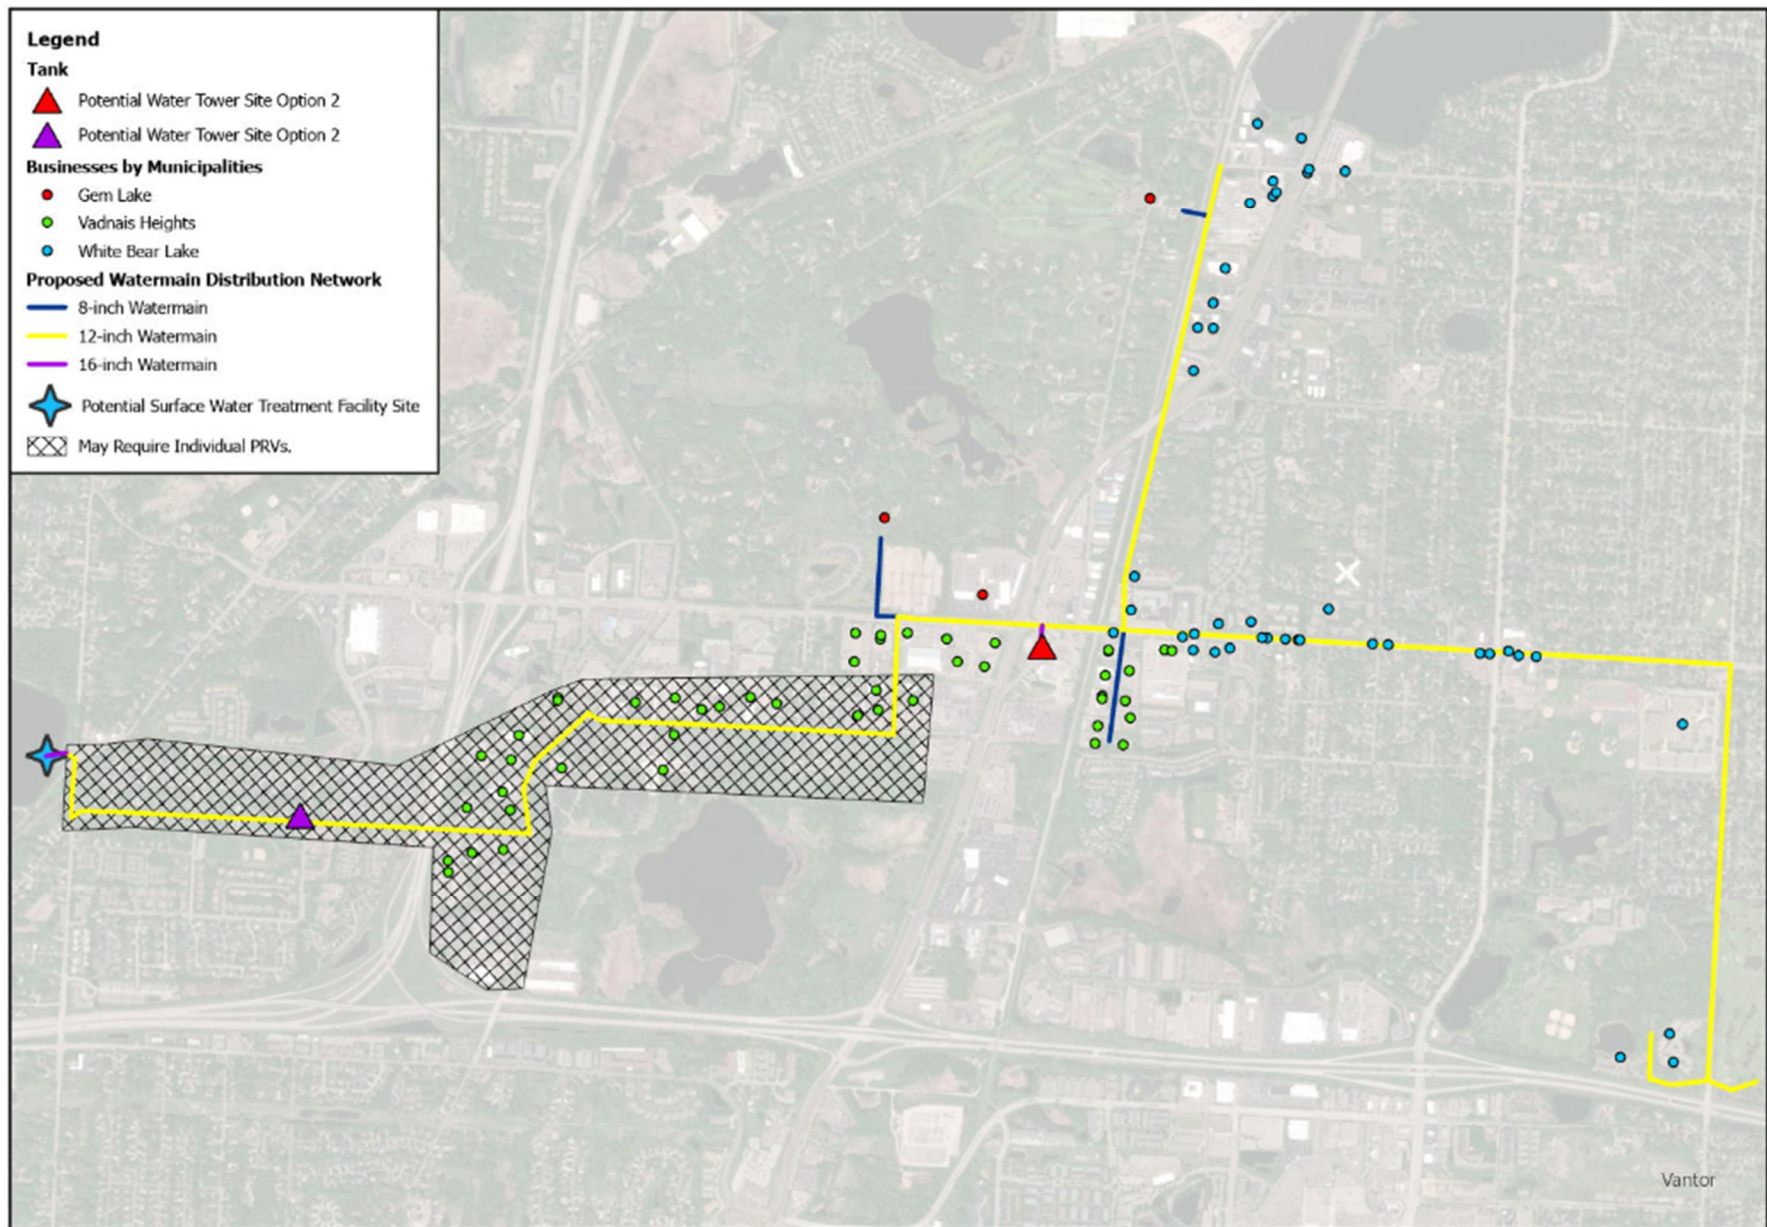 Legend
Tank
Potential Water Tower Site Option 2
Potential Water Tower Site Option 2
Businesses by Municipalities
Gem Lake
Vadnais Heights
White Bear Lake
Proposed Watermain Distribution Network
8-inch Watermain
12-inch Watermain
16-inch Watermain
Potential Surface Water Treatment Facility Site
May Require Individual PRVs.
Vantor